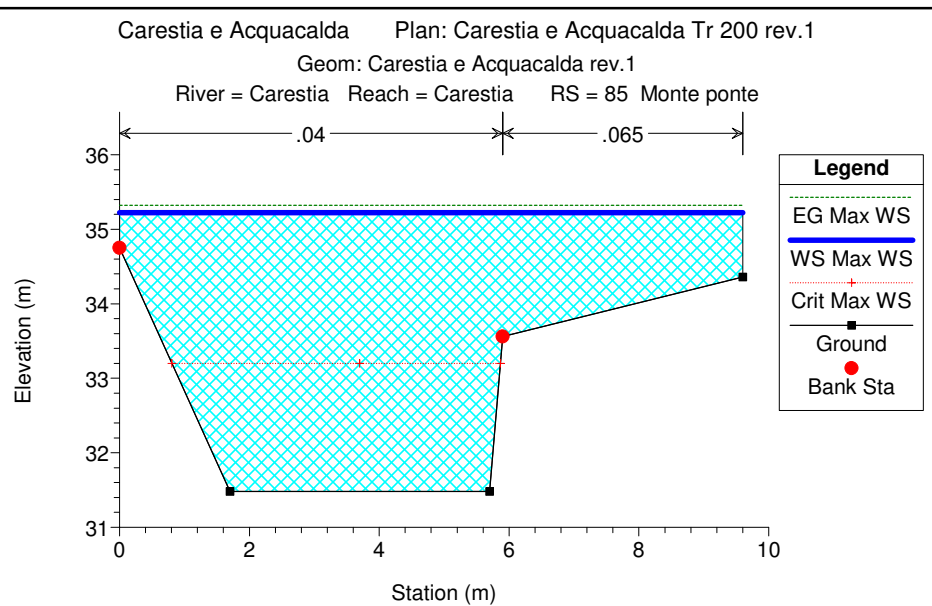 Carestia e Acquacalda Plan: Carestia e Acquacalda Tr 200 rev.1
Geom: Carestia e Acquacalda rev.1
River = Carestia Reach = Carestia RS = 85 Monte ponte
.04 .065
36
35
34
33
32
31
Elevation (m)
0 2 4 6 8 10
Station (m)
Legend
EG Max WS
WS Max WS
Crit Max WS
Ground
Bank Sta